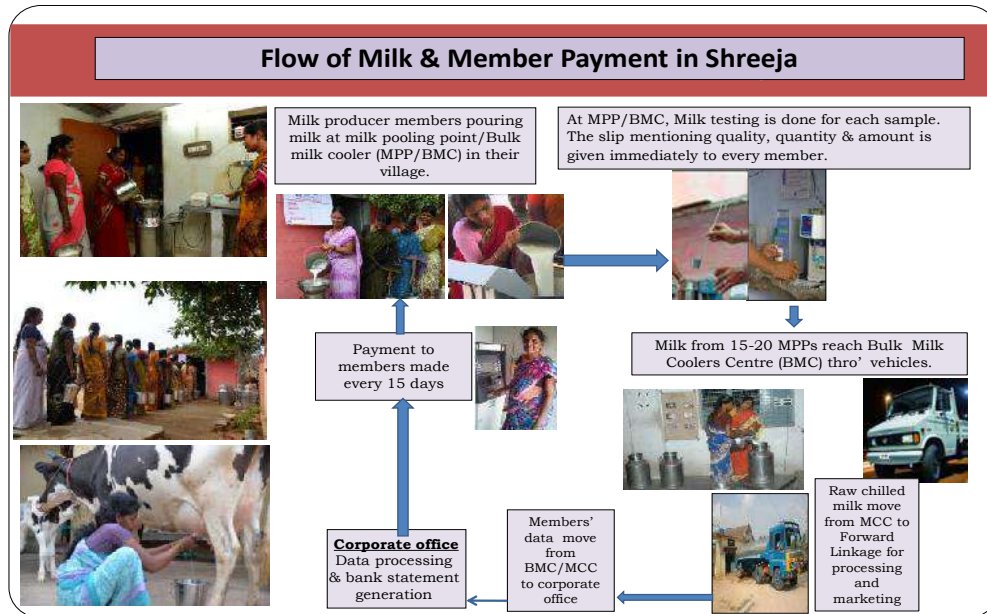 Flow of Milk & Member Payment in Shreeja
Milk producer members pouring
milk at milk pooling point/Bulk
milk cooler (MPP/BMC) in their
village.
At MPP/BMC, Milk testing is done for each sample.
The slip mentioning quality, quantity & amount is
given immediately to every member.
Milk from 15-20 MPPs reach Bulk Milk
Coolers Centre (BMC) thro' vehicles.
Payment to
members made
every 15 days
Raw chilled
milk move
from MCC to
Forward
Linkage for
processing
and
marketing
Members'
data move
from
BMC/MCC
to corporate
office
Corporate office
Data processing
& bank statement
generation